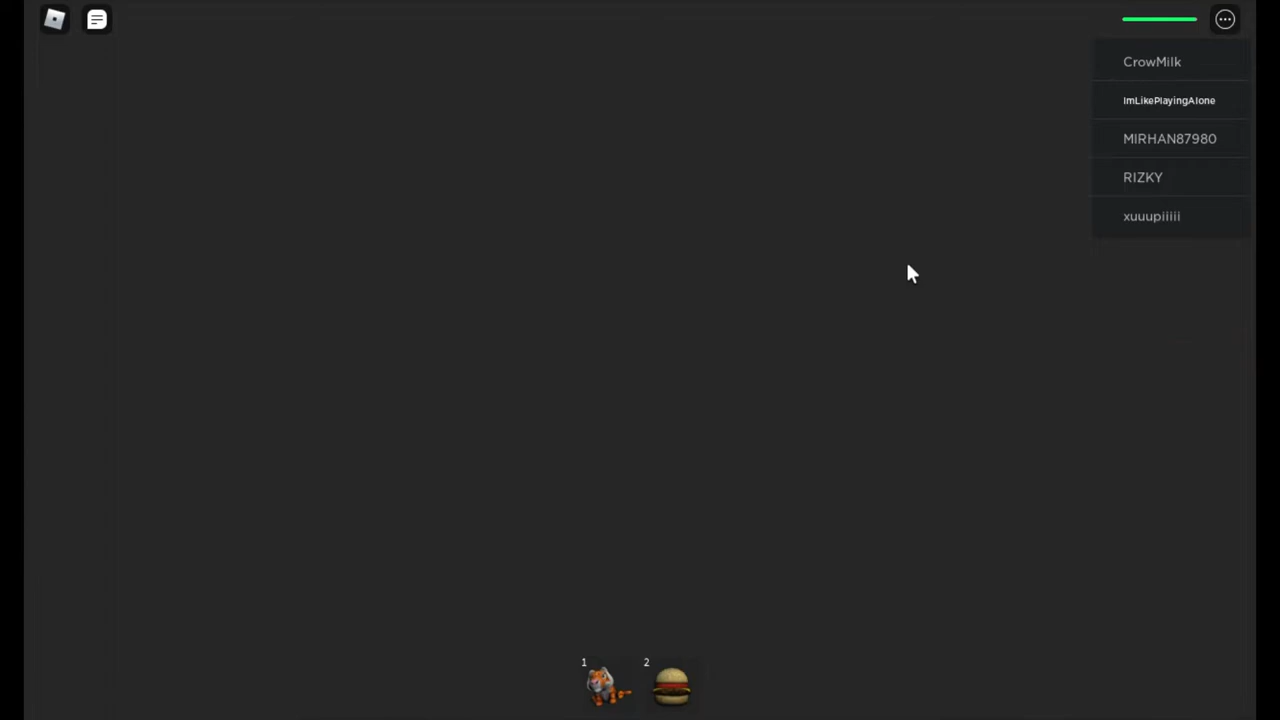 CrowMilk
ImLikePlayingAlone
MIRHAN87980
RIZKY
xuuupiiiii
1 2